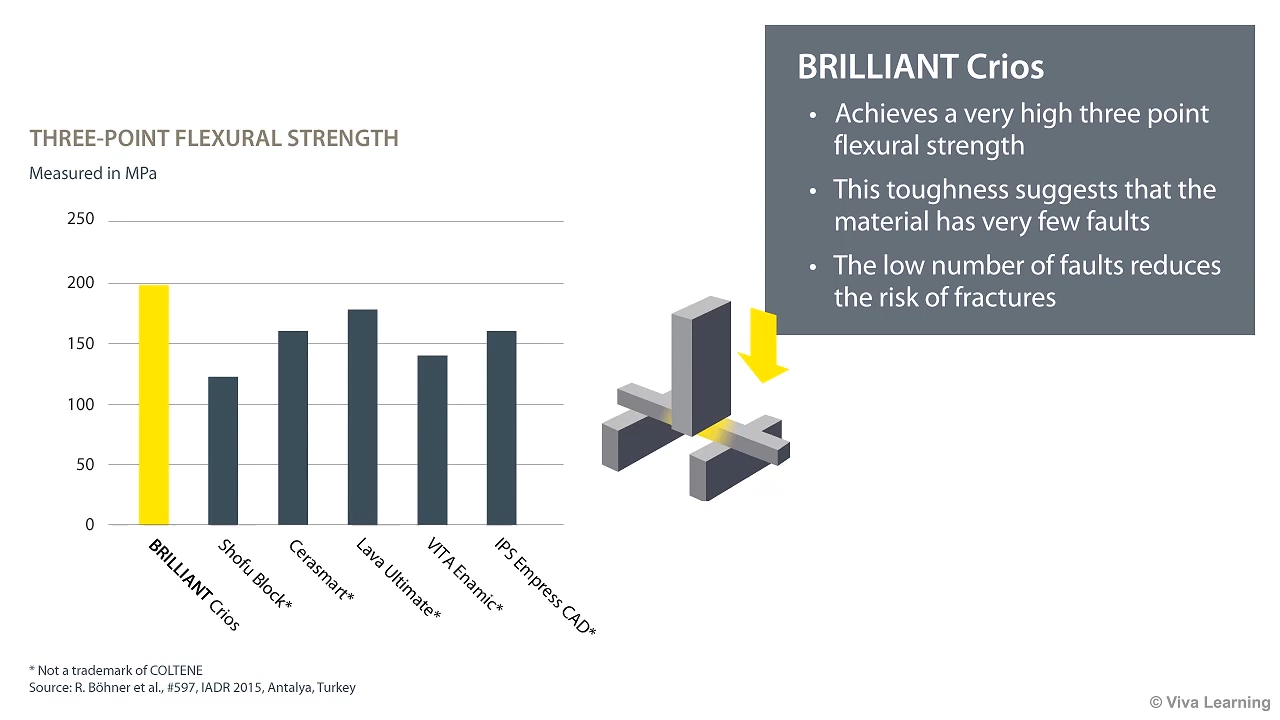 BRILLIANT Crios
• Achieves a very high three point
flexural strength
• This toughness suggests that the
material has very few faults
• The low number of faults reduces
the risk of fractures
THREE-POINT FLEXURAL STRENGTH
Measured in MPa
250
200
150
100
50
0
BRILLIANT Crios
Shofu Block*
Cerasmart*
Lava Ultimate*
VITA Enamic*
IPS Empress CAD*
* Not a trademark of COLTENE
Source: R. Böhner et al., #597, IADR 2015, Antalya, Turkey
© Viva Learning